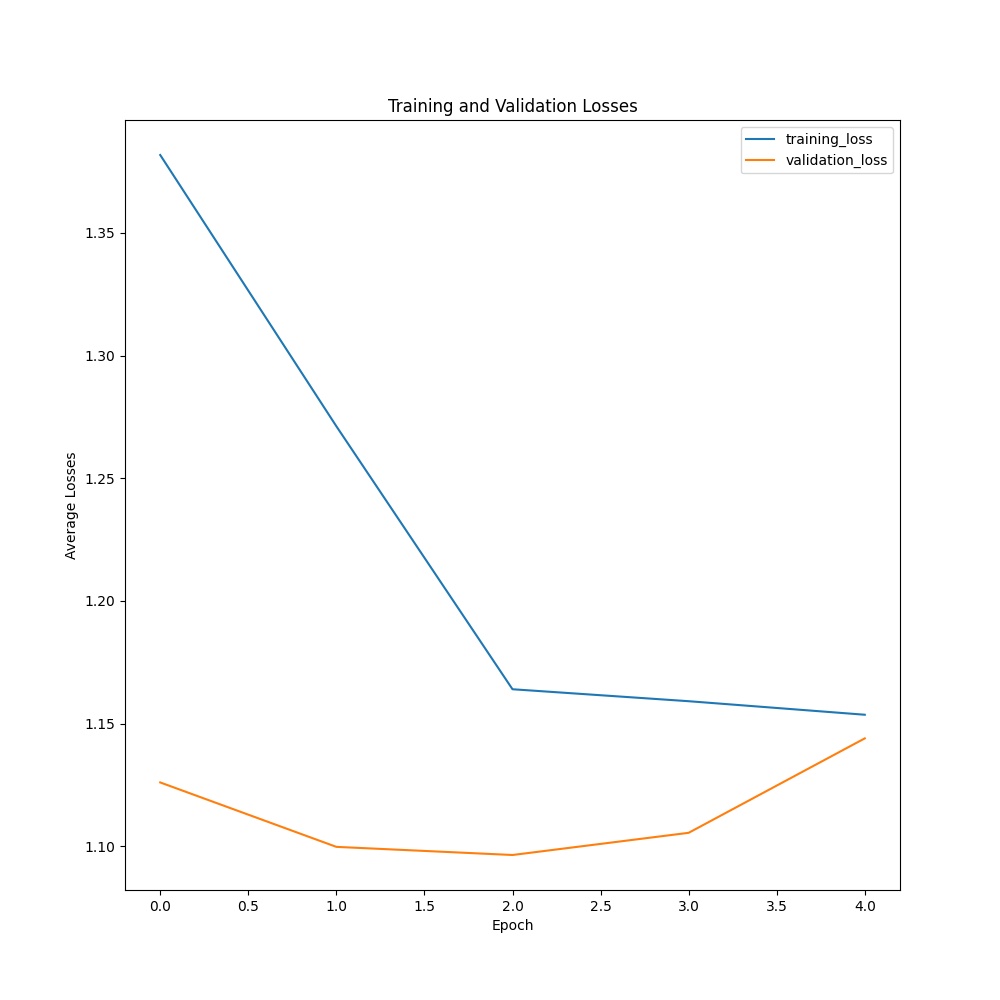 Training and Validation Losses
training_loss
validation_loss
Average Losses
1.35
1.30
1.25
1.20
1.15
1.10
0.0 0.5 1.0 1.5 2.0 2.5 3.0 3.5 4.0
Epoch